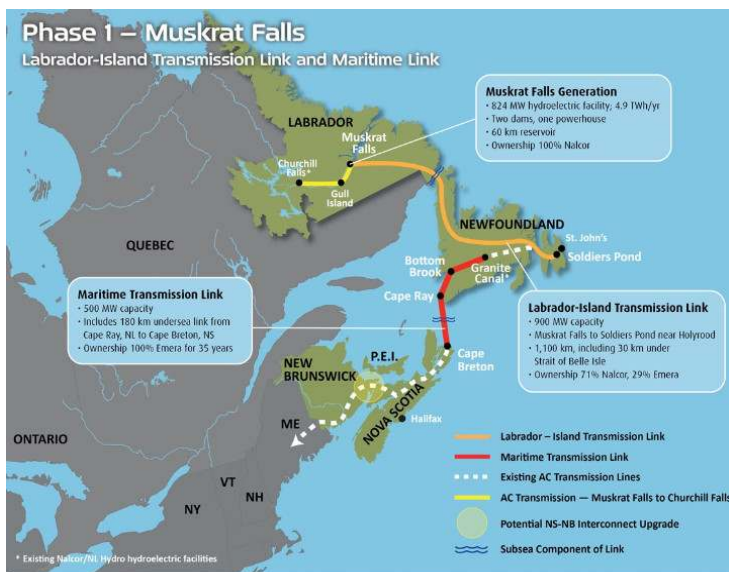 Phase 1 – Muskrat Falls
Labrador-Island Transmission Link and Maritime Link
Muskrat Falls Generation
• 824 MW hydroelectric facility; 4.9 TWh/yr
• Two dams, one powerhouse
• 60 km reservoir
• Ownership 100% Nalcor
LABRADOR
Muskrat
Falls
Churchill
Falls*
Gull
Island
QUEBEC
NEWFOUNDLAND
St. John's
Soldiers Pond
Bottom
Brook
Granite
Canal*
Cape Ray
Maritime Transmission Link
• 500 MW capacity
• Includes 180 km undersea link from
Cape Ray, NL to Cape Breton, NS
• Ownership 100% Emera for 35 years
Labrador-Island Transmission Link
• 900 MW capacity
• Muskrat Falls to Soldiers Pond near Holyrood
• 1,100 km, including 30 km under
Strait of Belle Isle
• Ownership 71% Nalcor, 29% Emera
Cape
Breton
P.E.I.
NEW
BRUNSWICK
NOVA SCOTIA
Halifax
ME
ONTARIO
VT
NH
NY
Labrador – Island Transmission Link
Maritime Transmission Link
Existing AC Transmission Lines
AC Transmission — Muskrat Falls to Churchill Falls
Potential NS-NB Interconnect Upgrade
Subsea Component of Link
* Existing Nalcor/NL Hydro hydroelectric facilities